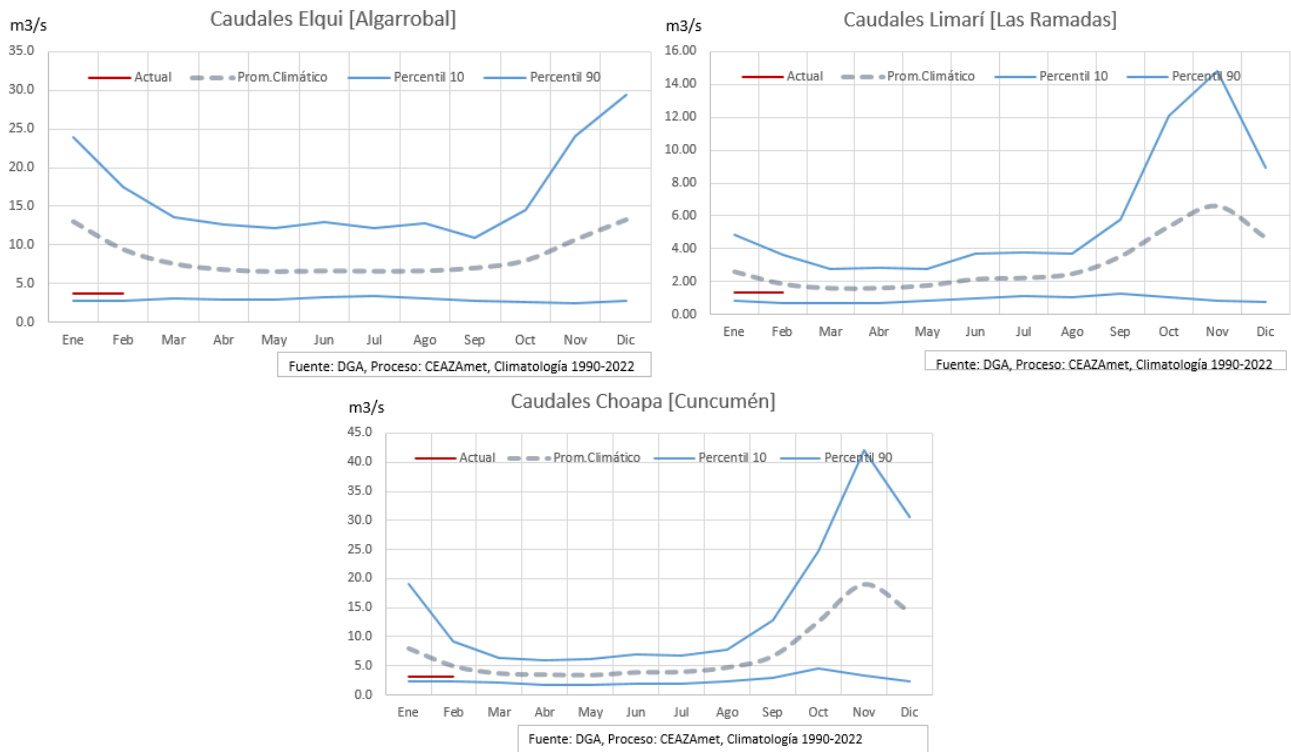 Caudales Elqui [Algarrobal]
m3/s
35.0
30.0
25.0
20.0
15.0
10.0
5.0
0.0
Actual Prom.Climático Percentil 10 Percentil 90
Ene Feb Mar Abr May Jun Jul Ago Sep Oct Nov Dic
Fuente: DGA, Proceso: CEAZAmet, Climatología 1990-2022
Caudales Limarí [Las Ramadas]
m3/s
16.00
14.00
12.00
10.00
8.00
6.00
4.00
2.00
0.00
Actual Prom.Climático Percentil 10 Percentil 90
Ene Feb Mar Abr May Jun Jul Ago Sep Oct Nov Dic
Fuente: DGA, Proceso: CEAZAmet, Climatología 1990-2022
Caudales Choapa [Cuncumén]
m3/s
45.0
40.0
35.0
30.0
25.0
20.0
15.0
10.0
5.0
0.0
Actual Prom.Climático Percentil 10 Percentil 90
Ene Feb Mar Abr May Jun Jul Ago Sep Oct Nov Dic
Fuente: DGA, Proceso: CEAZAmet, Climatología 1990-2022